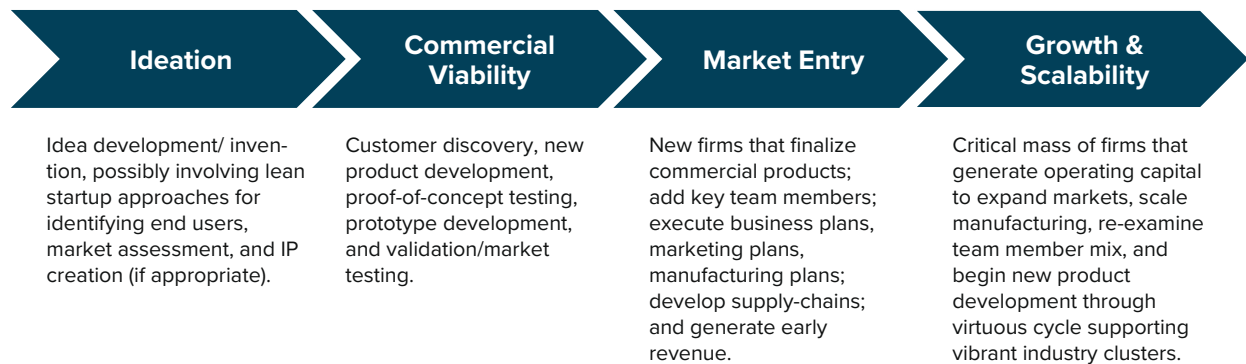 Ideation
Commercial
Viability
Market Entry
Growth &
Scalability
Idea development/ inven-
tion, possibly involving lean
startup approaches for
identifying end users,
market assessment, and IP
creation (if appropriate).
Customer discovery, new
product development,
proof-of-concept testing,
prototype development,
and validation/market
testing.
New firms that finalize
commercial products;
add key team members;
execute business plans,
marketing plans,
manufacturing plans;
develop supply-chains;
and generate early
revenue.
Critical mass of firms that
generate operating capital
to expand markets, scale
manufacturing, re-examine
team member mix, and
begin new product
development through
virtuous cycle supporting
vibrant industry clusters.